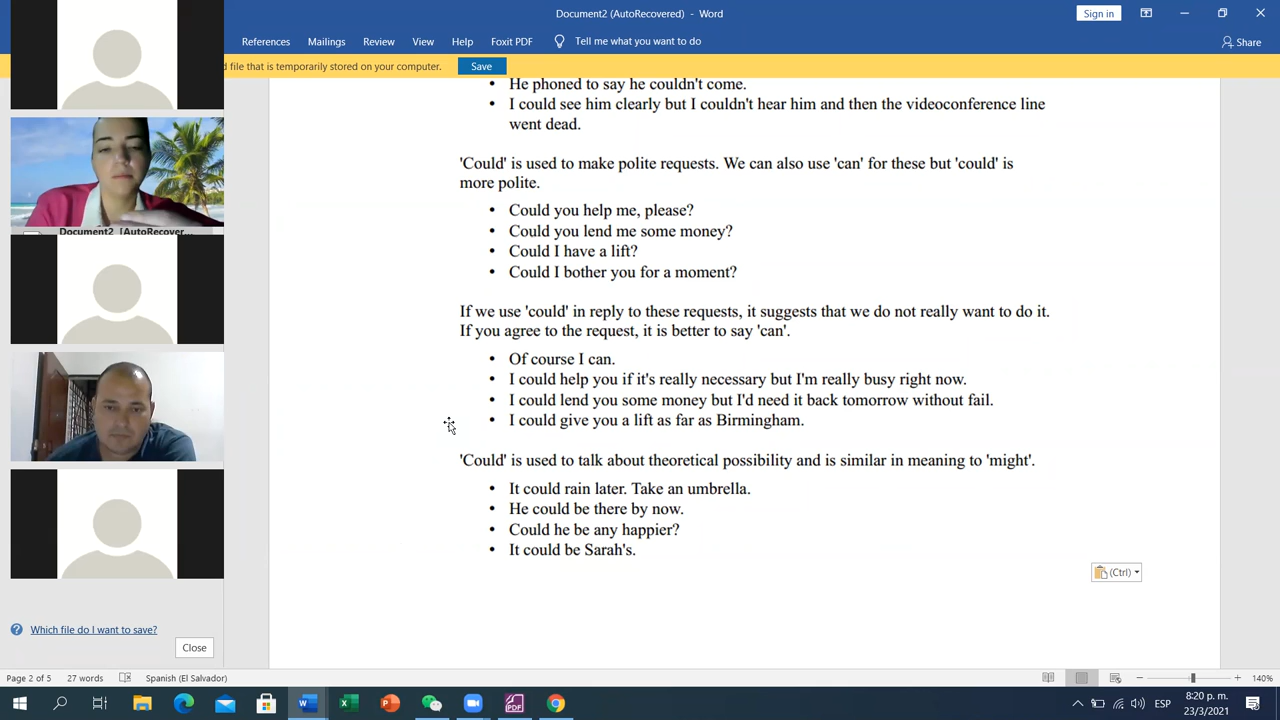 Document2 (AutoRecovered) - Word
Sign in
References Mailings Review View Help Foxit PDF Tell me what you want to do
Share
file that is temporarily stored on your computer. Save
• He phoned to say he couldn't come.
• I could see him clearly but I couldn't hear him and then the videoconference line
went dead.
'Could' is used to make polite requests. We can also use 'can' for these but 'could' is
more polite.
• Could you help me, please?
• Could you lend me some money?
• Could I have a lift?
• Could I bother you for a moment?
If we use 'could' in reply to these requests, it suggests that we do not really want to do it.
If you agree to the request, it is better to say 'can'.
• Of course I can.
• I could help you if it's really necessary but I'm really busy right now.
• I could lend you some money but I'd need it back tomorrow without fail.
• I could give you a lift as far as Birmingham.
'Could' is used to talk about theoretical possibility and is similar in meaning to 'might'.
• It could rain later. Take an umbrella.
• He could be there by now.
• Could he be any happier?
• It could be Sarah's.
(Ctrl)
Document2 [AutoRecover...
Which file do I want to save?
Close
Page 2 of 5 27 words Spanish (El Salvador)
140%
ESP
8:20 p. m.
23/3/2021